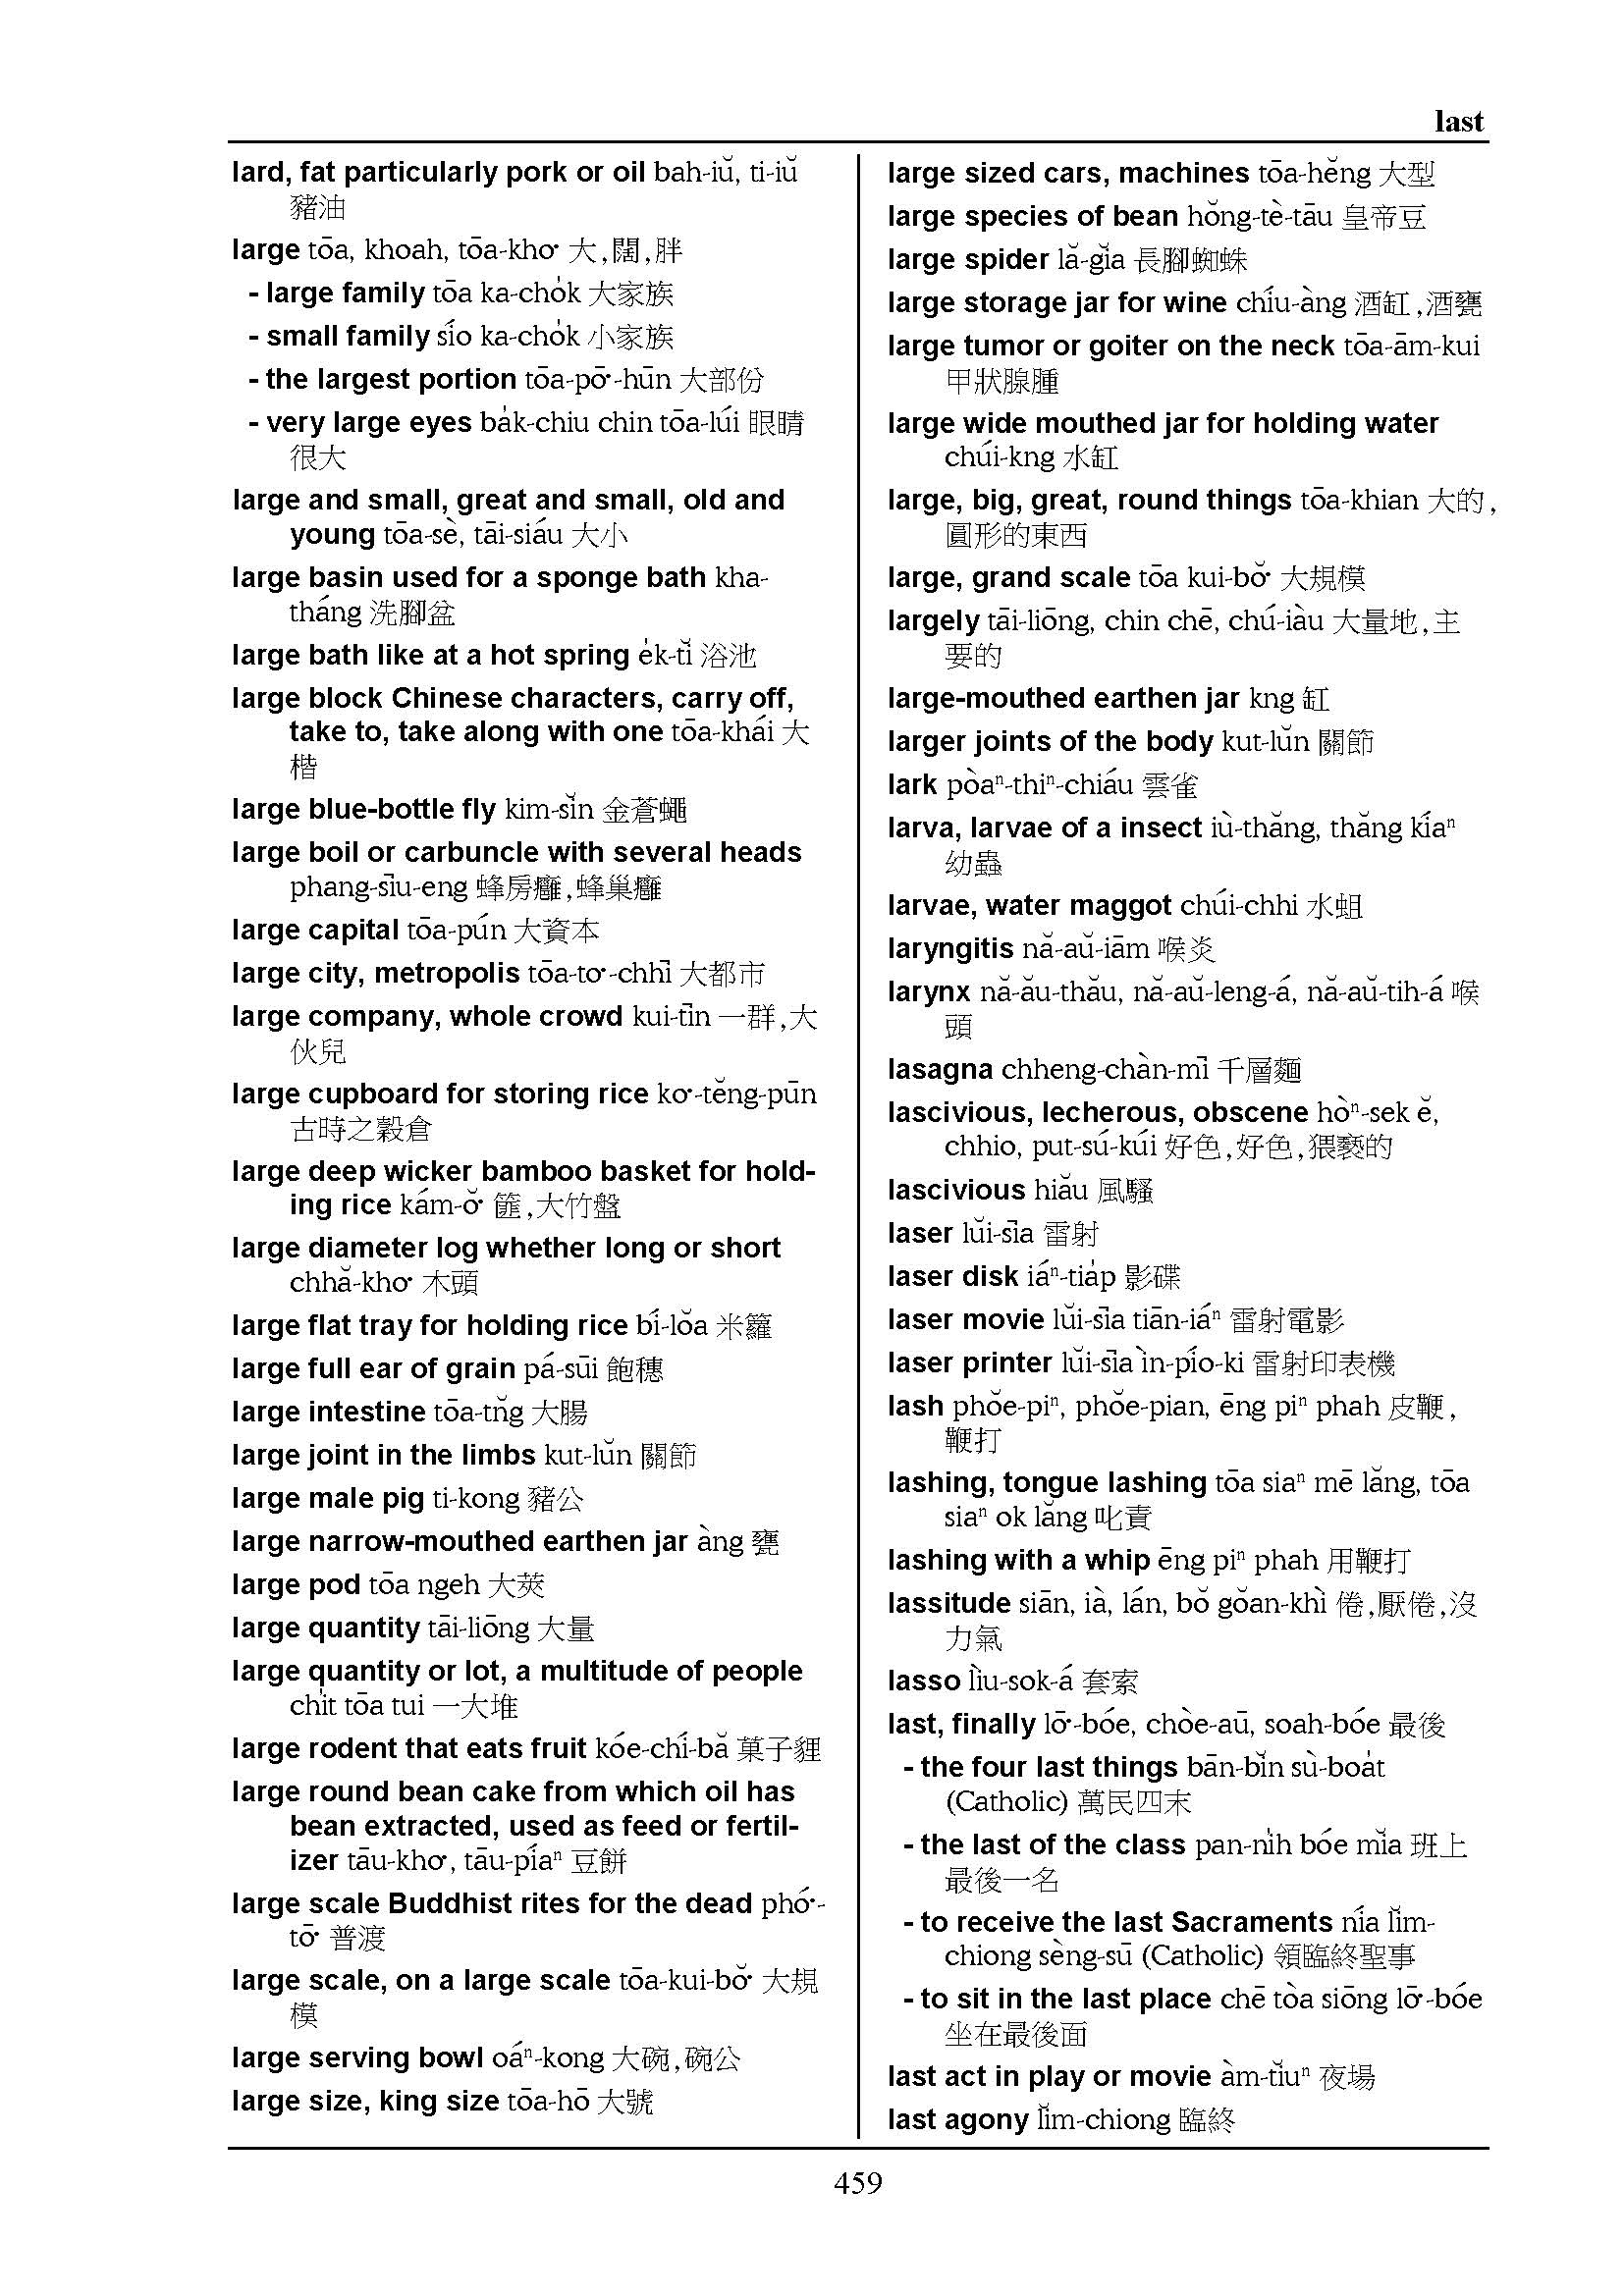 last
lard, fat particularly pork or oil bah-iŭ, ti-iŭ
豬油
large tōa, khoah, tōa-kho͘ 大,闊,胖
- large family tōa ka-cho̍k 大家族
- small family sío ka-cho̍k 小家族
- the largest portion tōa-pō͘-hūn 大部份
- very large eyes ba̍k-chiu chin tōa-lúi 眼睛
很大
large and small, great and small, old and
young tōa-sè, tāi-siáu 大小
large basin used for a sponge bath kha-
tháng 洗腳盆
large bath like at a hot spring e̍k-tĭ 浴池
large block Chinese characters, carry off,
take to, take along with one tōa-khái 大
楷
large blue-bottle fly kim-sĭn 金蒼蠅
large boil or carbuncle with several heads
phang-sīu-eng 蜂房癰,蜂巢癰
large capital tōa-pún 大資本
large city, metropolis tōa-to͘-chhī 大都市
large company, whole crowd kui-tīn 一群,大
伙兒
large cupboard for storing rice ko͘-tĕng-pūn
古時之穀倉
large deep wicker bamboo basket for hold-
ing rice kám-ŏ͘ 篚,大竹盤
large diameter log whether long or short
chhă-kho͘ 木頭
large flat tray for holding rice bí-lŏa 米籮
large full ear of grain pá-sūi 飽穗
large intestine tōa-tn̆g 大腸
large joint in the limbs kut-lŭn 關節
large male pig ti-kong 豬公
large narrow-mouthed earthen jar àng 甕
large pod tōa ngeh 大莢
large quantity tāi-liōng 大量
large quantity or lot, a multitude of people
chi̍t tōa tui 一大堆
large rodent that eats fruit kóe-chí-bă 菓子貍
large round bean cake from which oil has
bean extracted, used as feed or fertil-
izer tāu-kho͘, tāu-píaⁿ 豆餅
large scale Buddhist rites for the dead phó͘-
tō͘ 普渡
large scale, on a large scale tōa-kui-bŏ͘ 大規
模
large serving bowl oáⁿ-kong 大碗,碗公
large size, king size tōa-hō 大號
large sized cars, machines tōa-hĕng 大型
large species of bean hŏng-tè-tāu 皇帝豆
large spider lă-gĭa 長腳蜘蛛
large storage jar for wine chíu-àng 酒缸,酒甕
large tumor or goiter on the neck tōa-ām-kui
甲狀腺腫
large wide mouthed jar for holding water
chúi-kng 水缸
large, big, great, round things tōa-khian 大的,
圓形的東西
large, grand scale tōa kui-bŏ͘ 大規模
largely tāi-liōng, chin chē, chú-iàu 大量地,主
要的
large-mouthed earthen jar kng 缸
larger joints of the body kut-lŭn 關節
lark pòaⁿ-thiⁿ-chiáu 雲雀
larva, larvae of a insect iù-thăng, thăng kíaⁿ
幼蟲
larvae, water maggot chúi-chhi 水蛆
laryngitis nă-aŭ-iām 喉炎
larynx nă-ău-thău, nă-aŭ-leng-á, nă-aŭ-tih-á 喉
頭
lasagna chheng-chàn-mī 千層麵
lascivious, lecherous, obscene hòⁿ-sek ĕ,
chhio, put-sú-kúi 好色,好色,猥褻的
lascivious hiău 風騷
laser lŭi-sīa 雷射
laser disk iáⁿ-tia̍p 影碟
laser movie lŭi-sīa tiān-iáⁿ 雷射電影
laser printer lŭi-sīa ìn-pío-ki 雷射印表機
lash phŏe-piⁿ, phŏe-pian, ēng piⁿ phah 皮鞭,
鞭打
lashing, tongue lashing tōa siaⁿ mē lăng, tōa
siaⁿ ok lăng 叱責
lashing with a whip ēng piⁿ phah 用鞭打
lassitude siān, ià, lán, bŏ gŏan-khì 倦,厭倦,沒
力氣
lasso lìu-sok-á 套索
last, finally lō͘-bóe, chòe-aū, soah-bóe 最後
- the four last things bān-bĭn sù-boa̍t
(Catholic) 萬民四末
- the last of the class pan-ni̍h bóe mĭa 班上
最後一名
- to receive the last Sacraments nía lĭm-
chiong sèng-sū (Catholic) 領臨終聖事
- to sit in the last place chē tòa siōng lō͘-bóe
坐在最後面
last act in play or movie àm-tĭuⁿ 夜場
last agony lĭm-chiong 臨終
459